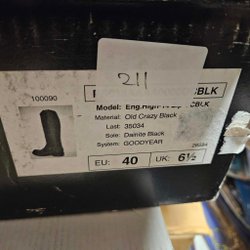 211
CBLK
100090
Model: Eng.High
CBLK
Material: Old Crazy Black
Last: 35034
Sole: Dainite Black
System: GOODYEAR
EU: 40 UK: 6½